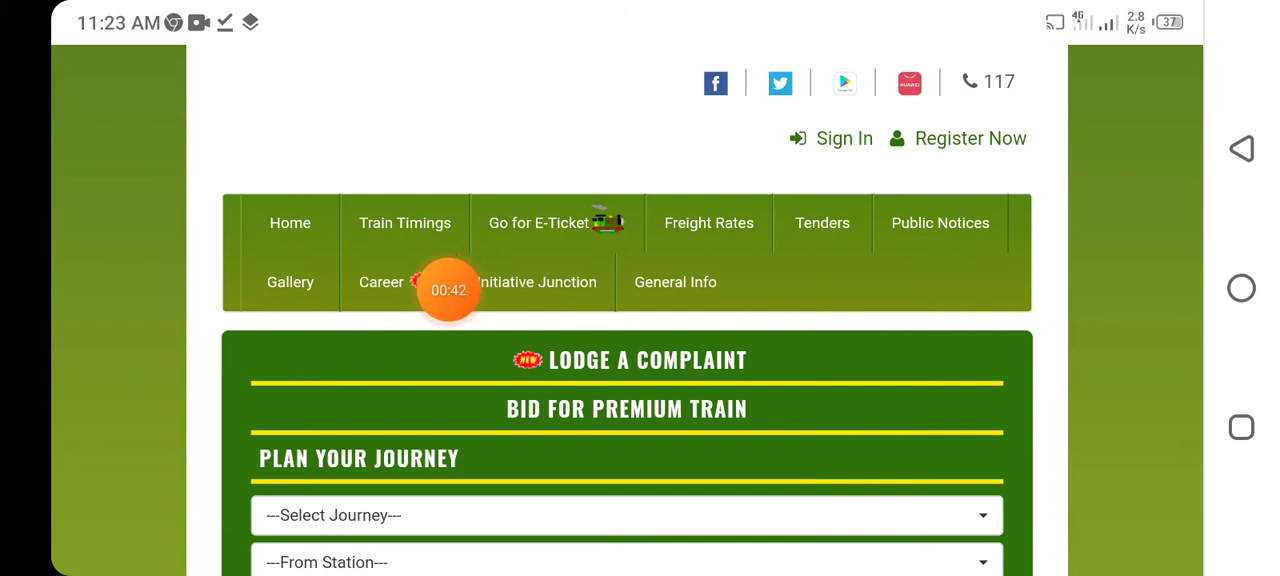 11:23 AM
4G 2.8 K/s 37
f HUAWEI 117
Sign In Register Now
Home Train Timings Go for E-Ticket Freight Rates Tenders Public Notices
Gallery Career 00:42 Initiative Junction General Info
NEW LODGE A COMPLAINT
BID FOR PREMIUM TRAIN
PLAN YOUR JOURNEY
---Select Journey---
---From Station---